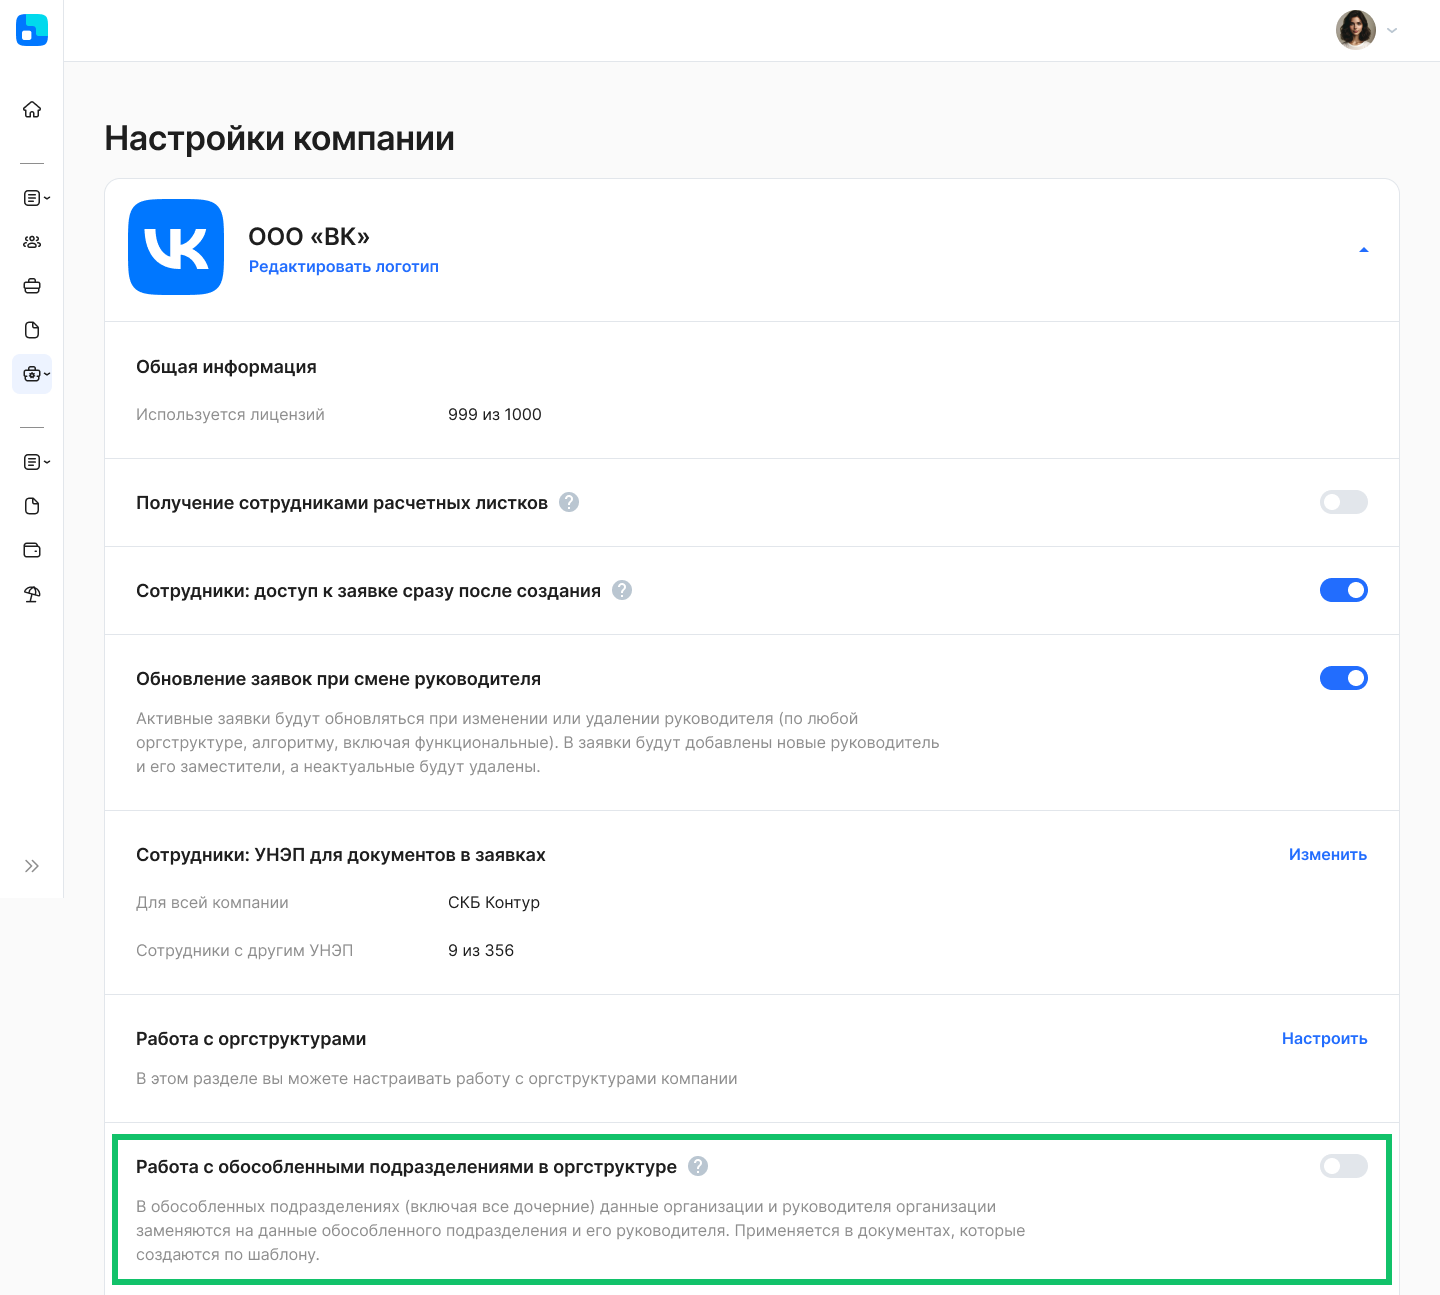 Настройки компании
ООО «ВК»
Редактировать логотип
Общая информация
Используется лицензий 999 из 1000
Получение сотрудниками расчетных листков ?
Сотрудники: доступ к заявке сразу после создания ?
Обновление заявок при смене руководителя
Активные заявки будут обновляться при изменении или удалении руководителя (по любой
оргструктуре, алгоритму, включая функциональные). В заявки будут добавлены новые руководитель
и его заместители, а неактуальные будут удалены.
Сотрудники: УНЭП для документов в заявках Изменить
Для всей компании СКБ Контур
Сотрудники с другим УНЭП 9 из 356
Работа с оргструктурами Настроить
В этом разделе вы можете настраивать работу с оргструктурами компании
Работа с обособленными подразделениями в оргструктуре ?
В обособленных подразделениях (включая все дочерние) данные организации и руководителя организации
заменяются на данные обособленного подразделения и его руководителя. Применяется в документах, которые
создаются по шаблону.